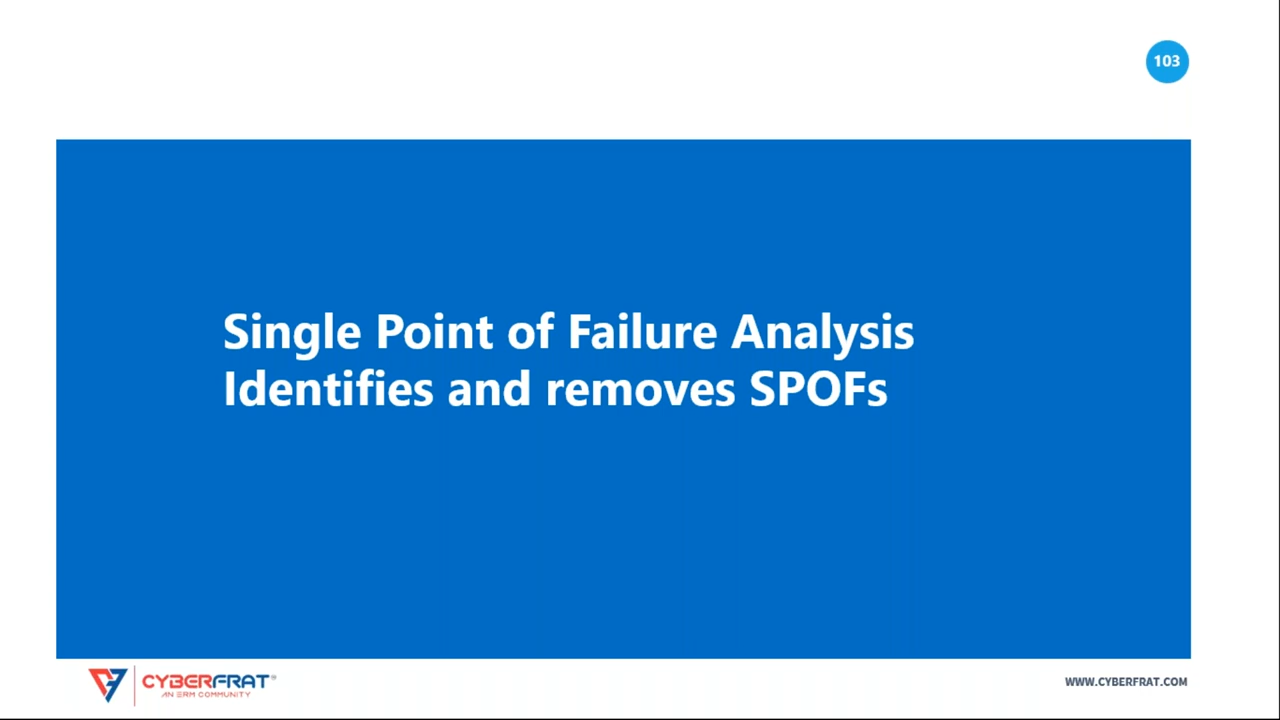 103
Single Point of Failure Analysis
Identifies and removes SPOFs
CYBERFRAT®
AN ERM COMMUNITY
WWW.CYBERFRAT.COM